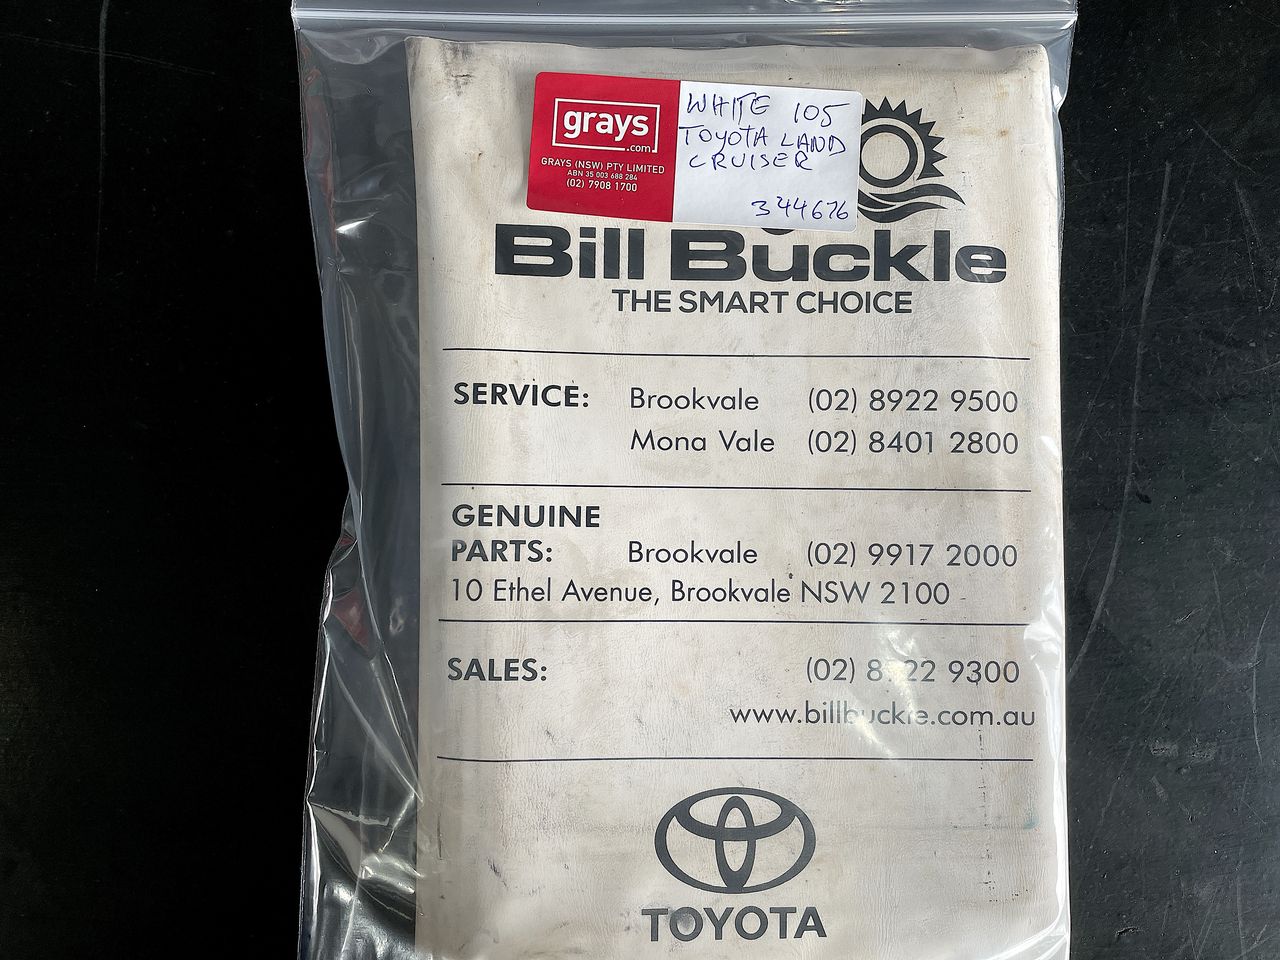 grays
.com
GRAYS (NSW) PTY LIMITED
ABN 35 003 688 284
(02) 7908 1700
WHITE 105
TOYOTA LAND
CRUISER
344676
Bill Buckle
THE SMART CHOICE
SERVICE: Brookvale (02) 8922 9500
Mona Vale (02) 8401 2800
GENUINE
PARTS: Brookvale (02) 9917 2000
10 Ethel Avenue, Brookvale NSW 2100
SALES: 9300
www.billbuckle.com.au
TOYOTA